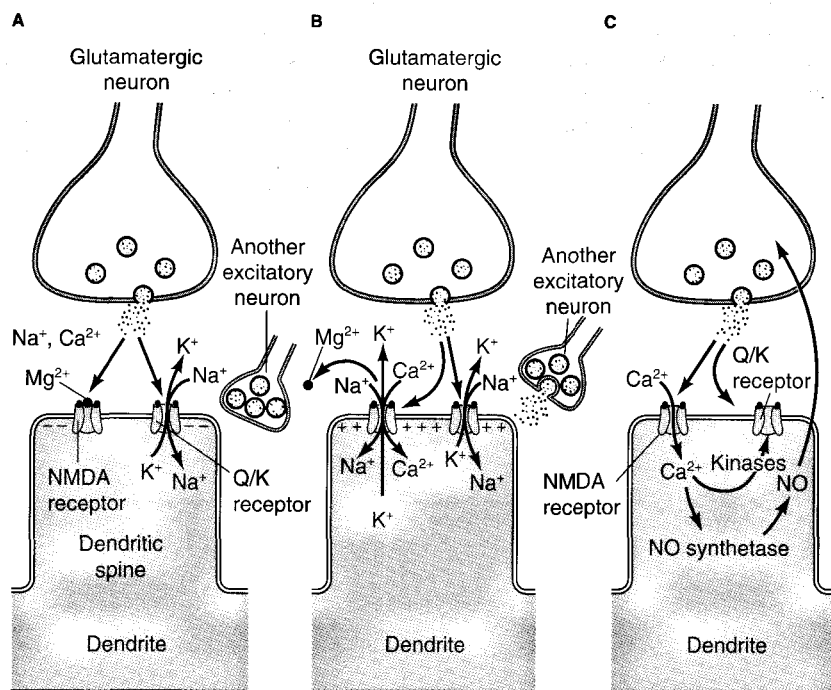 A
Glutamatergic
neuron
Another
excitatory
neuron
Na⁺, Ca²⁺
Mg²⁺
K⁺
Na⁺
NMDA
receptor
K⁺
Na⁺
Q/K
receptor
Dendritic
spine
Dendrite
B
Glutamatergic
neuron
Another
excitatory
neuron
Mg²⁺
K⁺
Ca²⁺
Na⁺
K⁺
Na⁺
Na⁺
Ca²⁺
K⁺
Na⁺
K⁺
Dendrite
C
Q/K
receptor
Ca²⁺
NMDA
receptor
Ca²⁺
Kinases
NO
NO synthetase
Dendrite